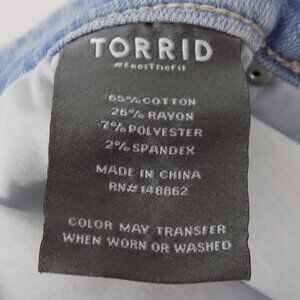 TORRID
#FeelTheFit
65% COTTON
26% RAYON
7% POLYESTER
2% SPANDEX
MADE IN CHINA
RN# 148862
COLOR MAY TRANSFER
WHEN WORN OR WASHED